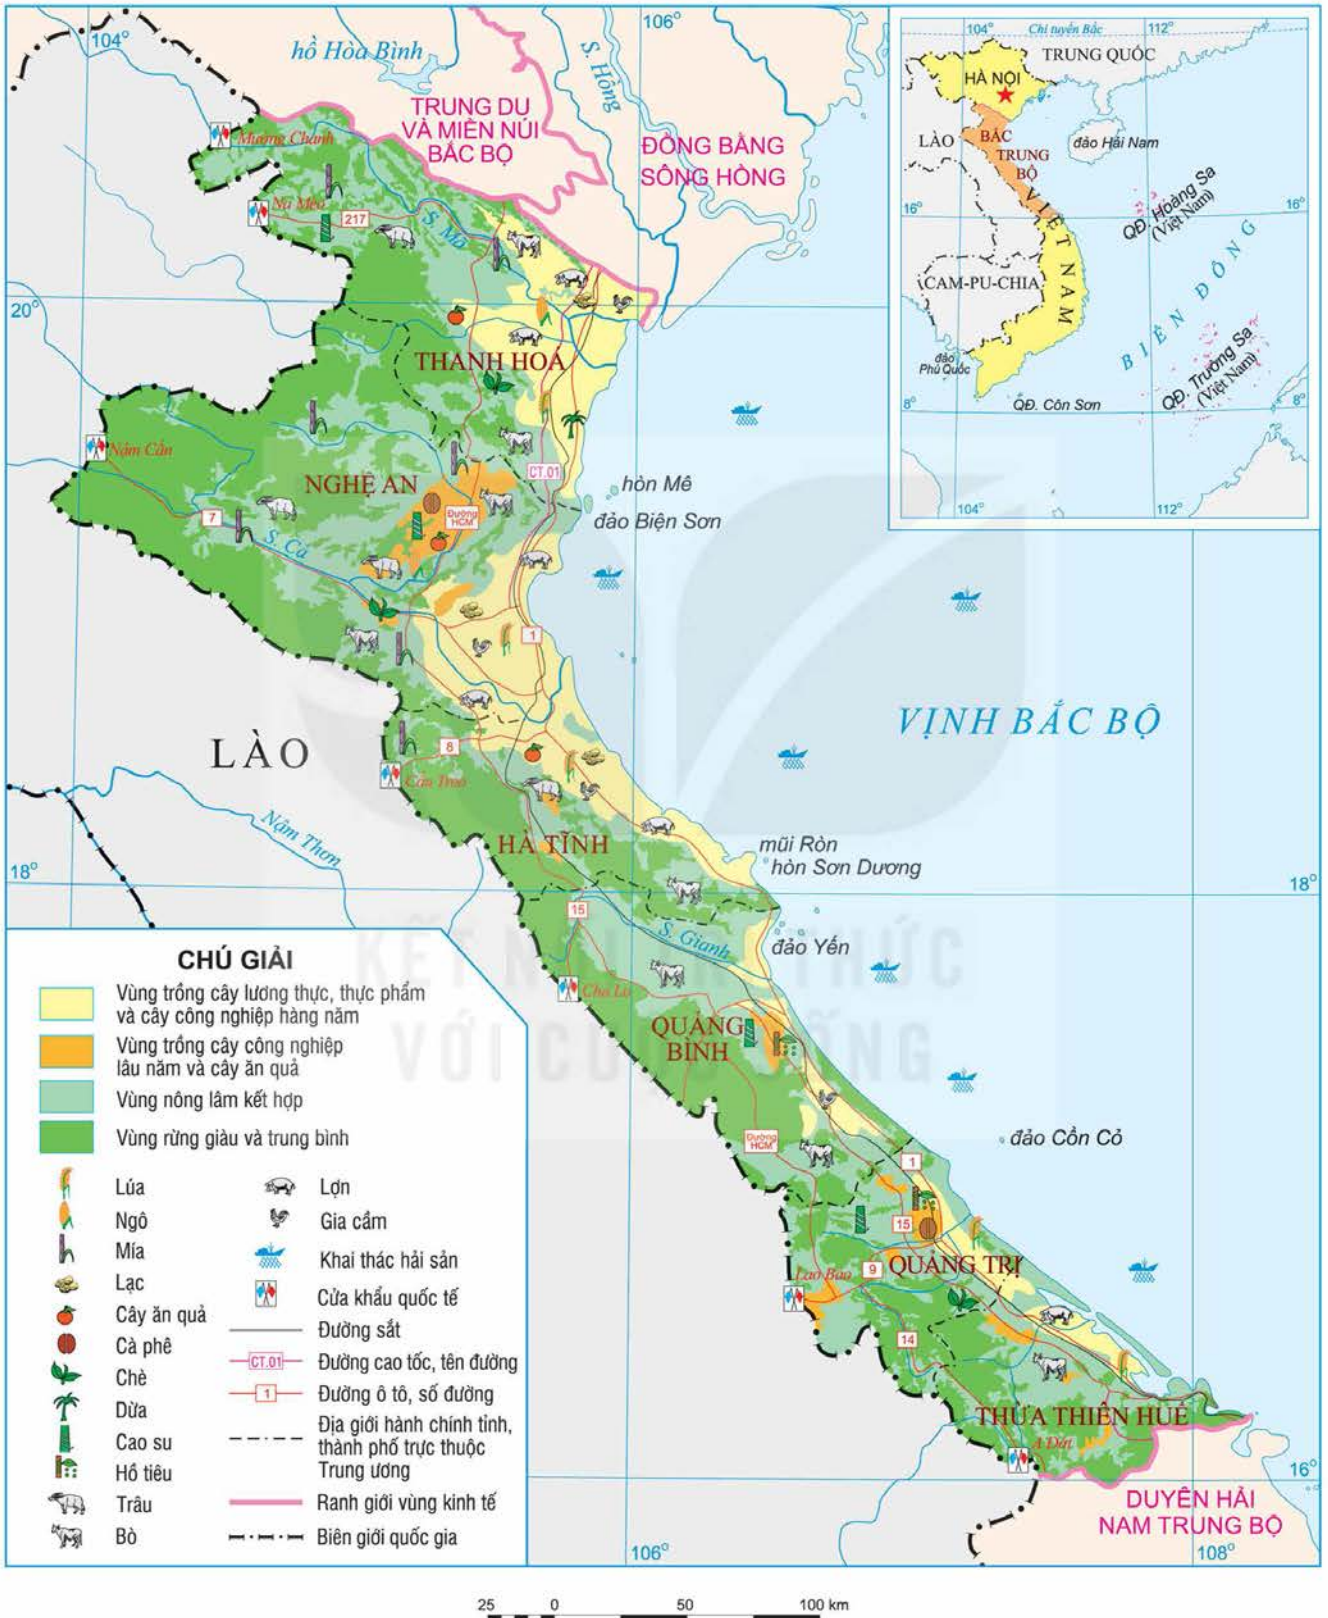 104°
106°
hồ Hòa Bình
S. Hồng
TRUNG DU
VÀ MIỀN NÚI
BẮC BỘ
ĐỒNG BẰNG
SÔNG HỒNG
104°
Chí tuyến Bắc
112°
TRUNG QUỐC
HÀ NỘI
LÀO
BẮC
TRUNG
BỘ
đảo Hải Nam
QĐ. Hoàng Sa
(Việt Nam)
16°
16°
VIỆT NAM
CAM-PU-CHIA
BIỂN ĐÔNG
đảo
Phú Quốc
QĐ. Trường Sa
(Việt Nam)
8°
QĐ. Côn Sơn
8°
104°
112°
Mường Chanh
Na Mèo
217
S. Mã
20°
THANH HOÁ
Nậm Cắn
NGHỆ AN
CT.01
hòn Mê
đảo Biện Sơn
7
Đường
HCM
S. Cả
1
VỊNH BẮC BỘ
LÀO
8
Cầu Treo
Nậm Thơn
HÀ TĨNH
mũi Ròn
hòn Sơn Dương
18°
18°
15
S. Gianh
đảo Yến
KẾT NỐI TRI THỨC
VỚI CUỘC SỐNG
Cha Lo
QUẢNG
BÌNH
Đường
HCM
đảo Cồn Cỏ
1
15
9
QUẢNG TRỊ
Lao Bảo
14
THỪA THIÊN HUẾ
A Đớt
16°
DUYÊN HẢI
NAM TRUNG BỘ
106°
108°
CHÚ GIẢI
Vùng trồng cây lương thực, thực phẩm
và cây công nghiệp hàng năm
Vùng trồng cây công nghiệp
lâu năm và cây ăn quả
Vùng nông lâm kết hợp
Vùng rừng giàu và trung bình
Lúa
Ngô
Mía
Lạc
Cây ăn quả
Cà phê
Chè
Dừa
Cao su
Hồ tiêu
Trâu
Bò
Lợn
Gia cầm
Khai thác hải sản
Cửa khẩu quốc tế
Đường sắt
CT.01 Đường cao tốc, tên đường
1 Đường ô tô, số đường
Địa giới hành chính tỉnh,
thành phố trực thuộc
Trung ương
Ranh giới vùng kinh tế
Biên giới quốc gia
25 0 50 100 km